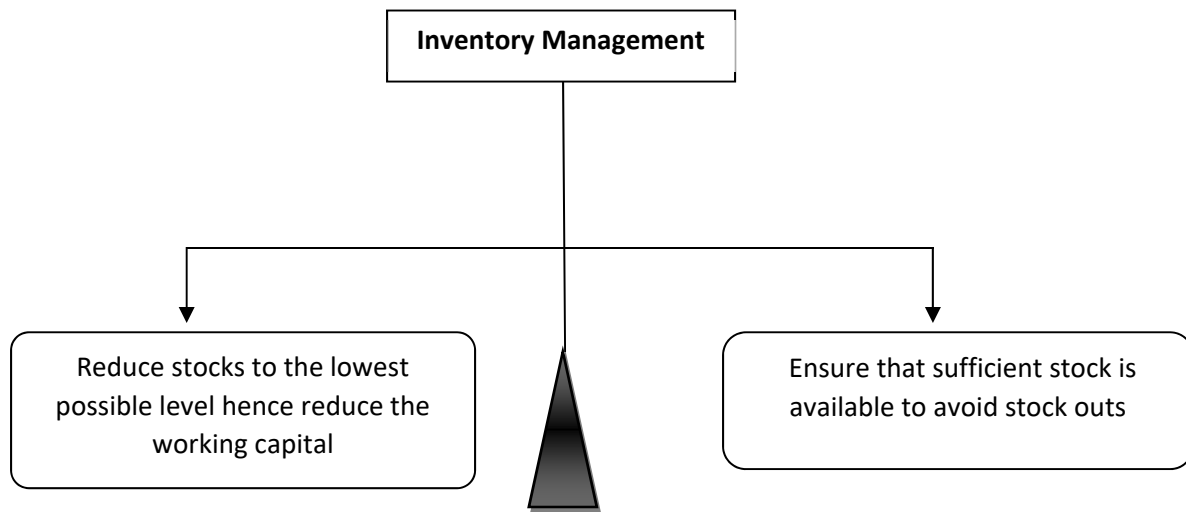 Inventory Management
Reduce stocks to the lowest
possible level hence reduce the
working capital
Ensure that sufficient stock is
available to avoid stock outs